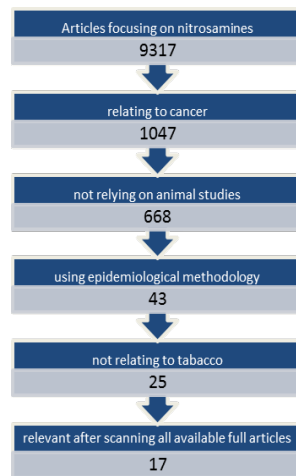 Articles focusing on nitrosamines
9317
relating to cancer
1047
not relying on animal studies
668
using epidemiological methodology
43
not relating to tabacco
25
relevant after scanning all available full articles
17